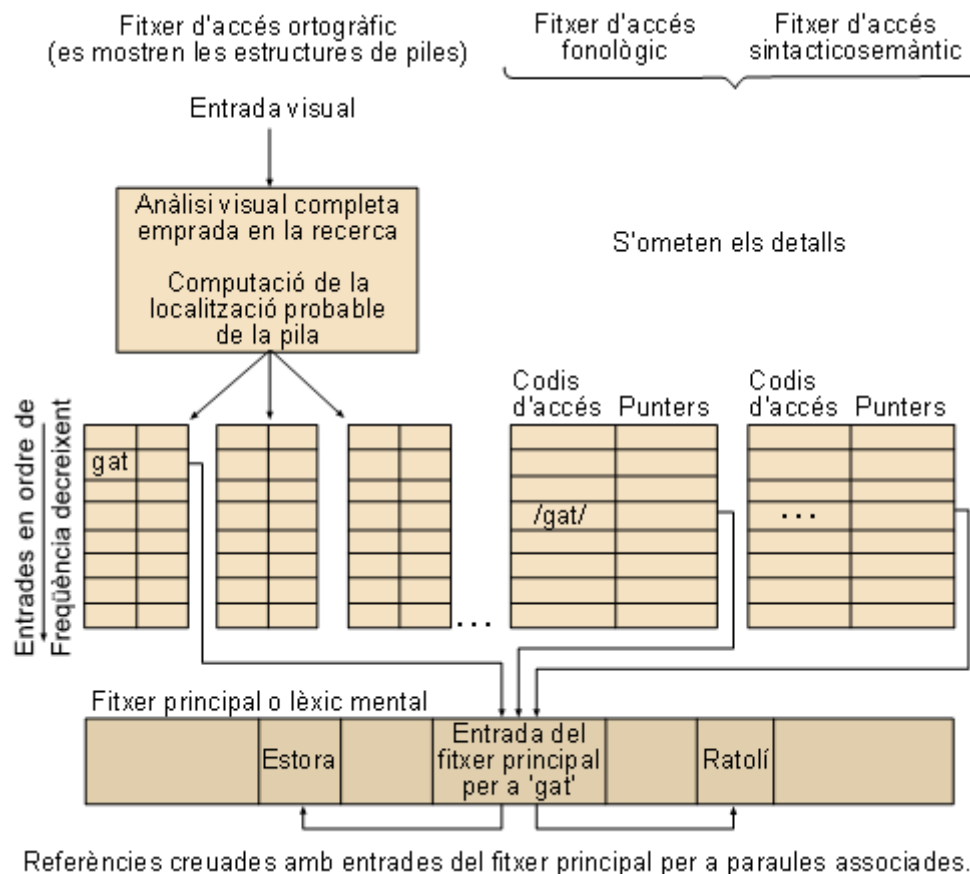 Fitxer d'accés ortogràfic
(es mostren les estructures de piles)
Fitxer d'accés
fonològic
Fitxer d'accés
sintacticosemàntic
Entrada visual
Anàlisi visual completa
emprada en la recerca
Computació de la
localització probable
de la pila
S'ometen els detalls
Entrades en ordre de
Freqüència decreixent
gat
...
Codis
d'accés
Punters
/gat/
Codis
d'accés
Punters
...
Fitxer principal o lèxic mental
Estora
Entrada del
fitxer principal
per a 'gat'
Ratolí
Referències creuades amb entrades del fitxer principal per a paraules associades.